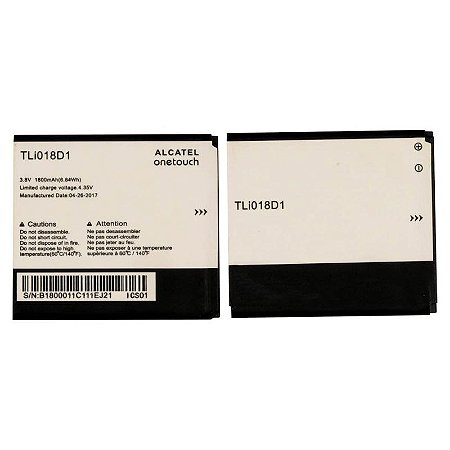 TLi018D1
ALCATEL
onetouch
3.8V 1800mAh(6.84Wh)
Limited charge voltage:4.35V
Manufactured Date:04-26-2017
>>>
Cautions
Do not disassemble.
Do not short circuit.
Do not dispose of in fire.
Do not expose to high
temperature(60°C/140°F).
Attention
Ne pas desassembler
Ne pas court-circuiter.
Ne pas jeter au feu.
Ne pas exposer à une temperature
supérieure à 60°C / 140°F
S/N:B1800011C111EJ21 ICS01
TLi018D1
>>>